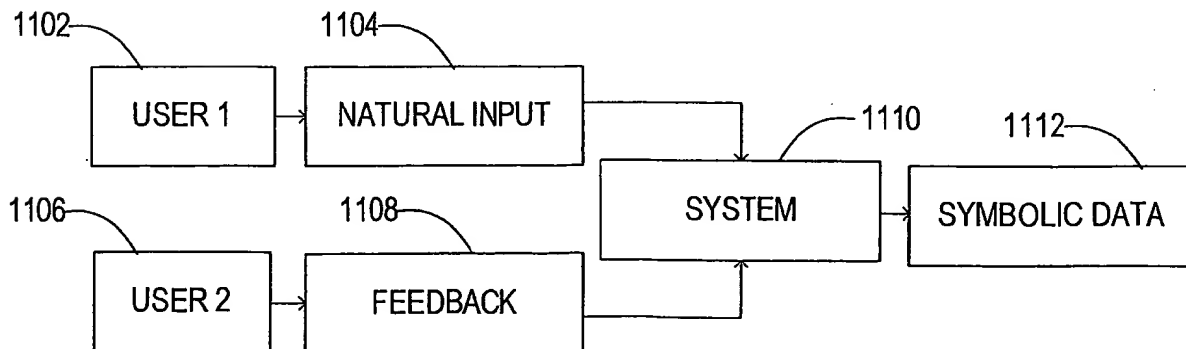 1102
1104
USER 1
NATURAL INPUT
1110
1112
SYSTEM
SYMBOLIC DATA
1106
1108
USER 2
FEEDBACK